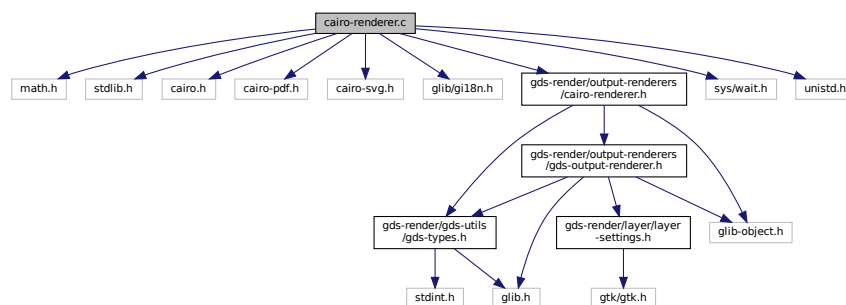 cairo-renderer.c
math.h
stdlib.h
cairo.h
cairo-pdf.h
cairo-svg.h
glib/gi18n.h
gds-render/output-renderers
/cairo-renderer.h
sys/wait.h
unistd.h
gds-render/output-renderers
/gds-output-renderer.h
gds-render/gds-utils
/gds-types.h
gds-render/layer/layer
-settings.h
glib-object.h
stdint.h
glib.h
gtk/gtk.h